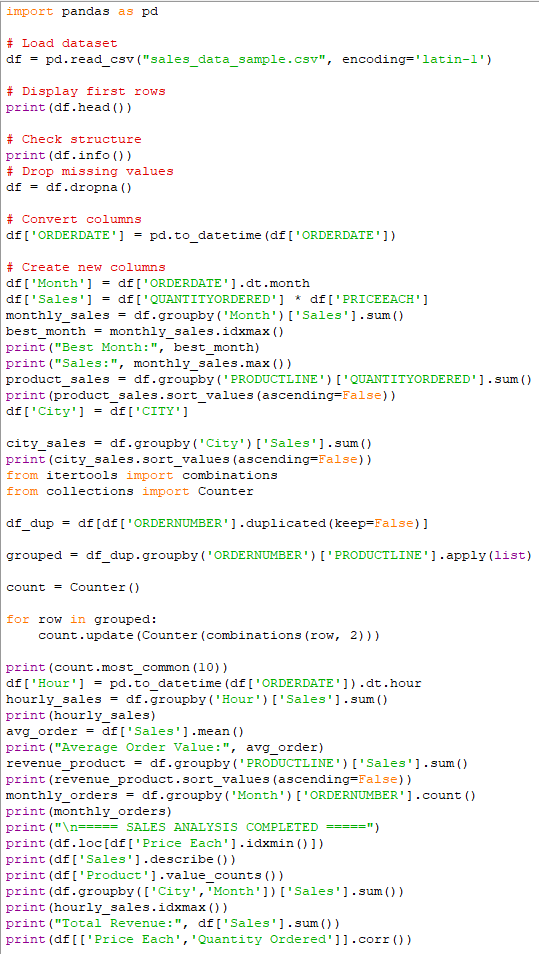 import pandas as pd

# Load dataset
df = pd.read_csv("sales_data_sample.csv", encoding='latin-1')

# Display first rows
print(df.head())

# Check structure
print(df.info())
# Drop missing values
df = df.dropna()

# Convert columns
df['ORDERDATE'] = pd.to_datetime(df['ORDERDATE'])

# Create new columns
df['Month'] = df['ORDERDATE'].dt.month
df['Sales'] = df['QUANTITYORDERED'] * df['PRICEEACH']
monthly_sales = df.groupby('Month')['Sales'].sum()
best_month = monthly_sales.idxmax()
print("Best Month:", best_month)
print("Sales:", monthly_sales.max())
product_sales = df.groupby('PRODUCTLINE')['QUANTITYORDERED'].sum()
print(product_sales.sort_values(ascending=False))
df['City'] = df['CITY']

city_sales = df.groupby('City')['Sales'].sum()
print(city_sales.sort_values(ascending=False))
from itertools import combinations
from collections import Counter

df_dup = df[df['ORDERNUMBER'].duplicated(keep=False)]

grouped = df_dup.groupby('ORDERNUMBER')['PRODUCTLINE'].apply(list)

count = Counter()

for row in grouped:
    count.update(Counter(combinations(row, 2)))

print(count.most_common(10))
df['Hour'] = pd.to_datetime(df['ORDERDATE']).dt.hour
hourly_sales = df.groupby('Hour')['Sales'].sum()
print(hourly_sales)
avg_order = df['Sales'].mean()
print("Average Order Value:", avg_order)
revenue_product = df.groupby('PRODUCTLINE')['Sales'].sum()
print(revenue_product.sort_values(ascending=False))
monthly_orders = df.groupby('Month')['ORDERNUMBER'].count()
print(monthly_orders)
print("\n===== SALES ANALYSIS COMPLETED =====")
print(df.loc[df['Price Each'].idxmin()])
print(df['Sales'].describe())
print(df['Product'].value_counts())
print(df.groupby(['City','Month'])['Sales'].sum())
print(hourly_sales.idxmax())
print("Total Revenue:", df['Sales'].sum())
print(df[['Price Each','Quantity Ordered']].corr())